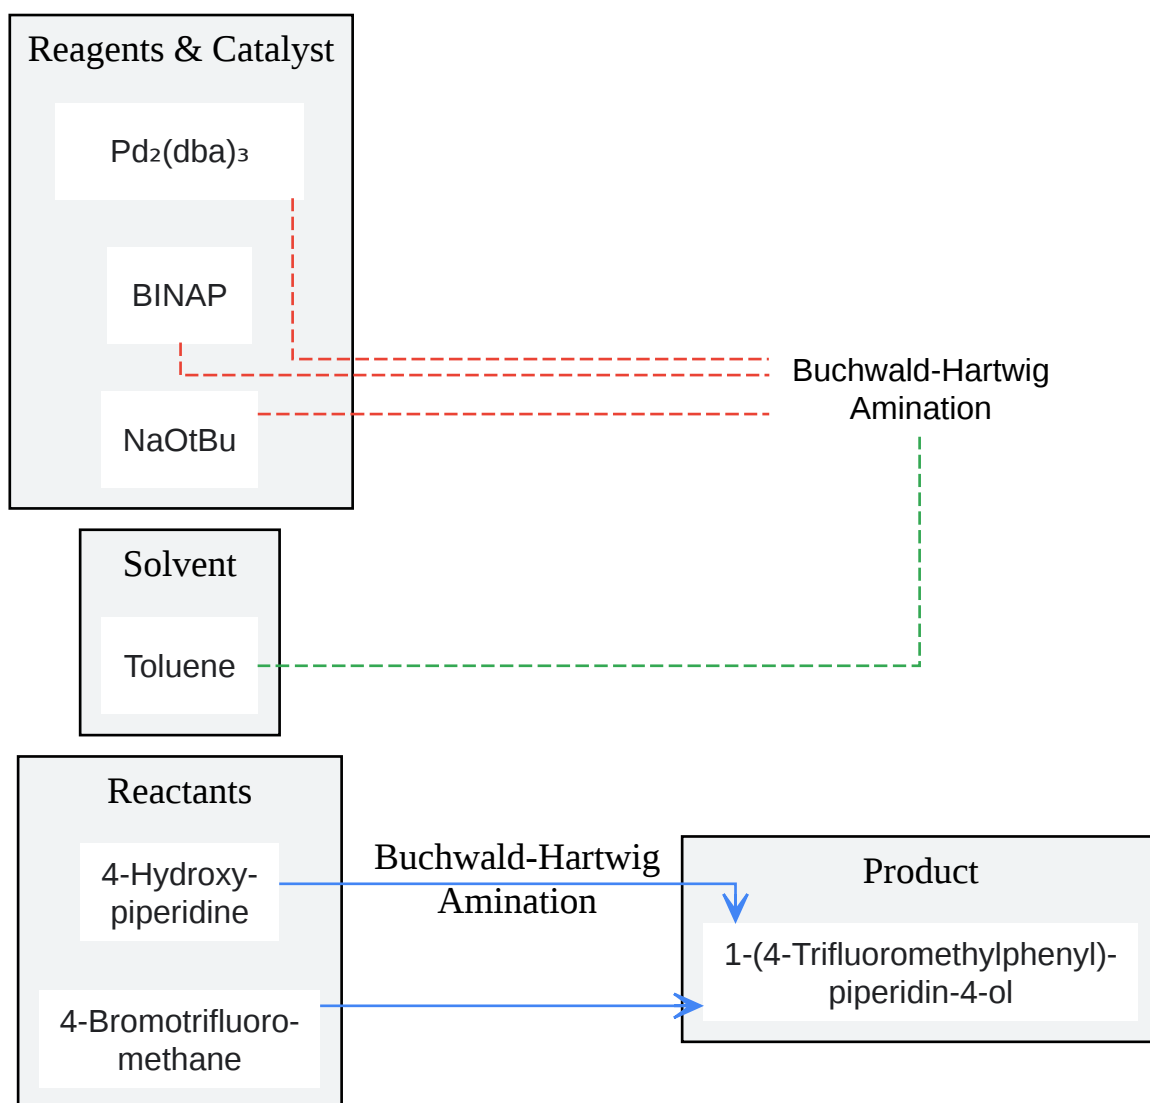 Reagents & Catalyst
Pd₂(dba)₃
BINAP
NaOtBu
Buchwald-Hartwig
Amination
Solvent
Toluene
Reactants
4-Hydroxy-
piperidine
4-Bromotrifluoro-
methane
Buchwald-Hartwig
Amination
Product
1-(4-Trifluoromethylphenyl)-
piperidin-4-ol